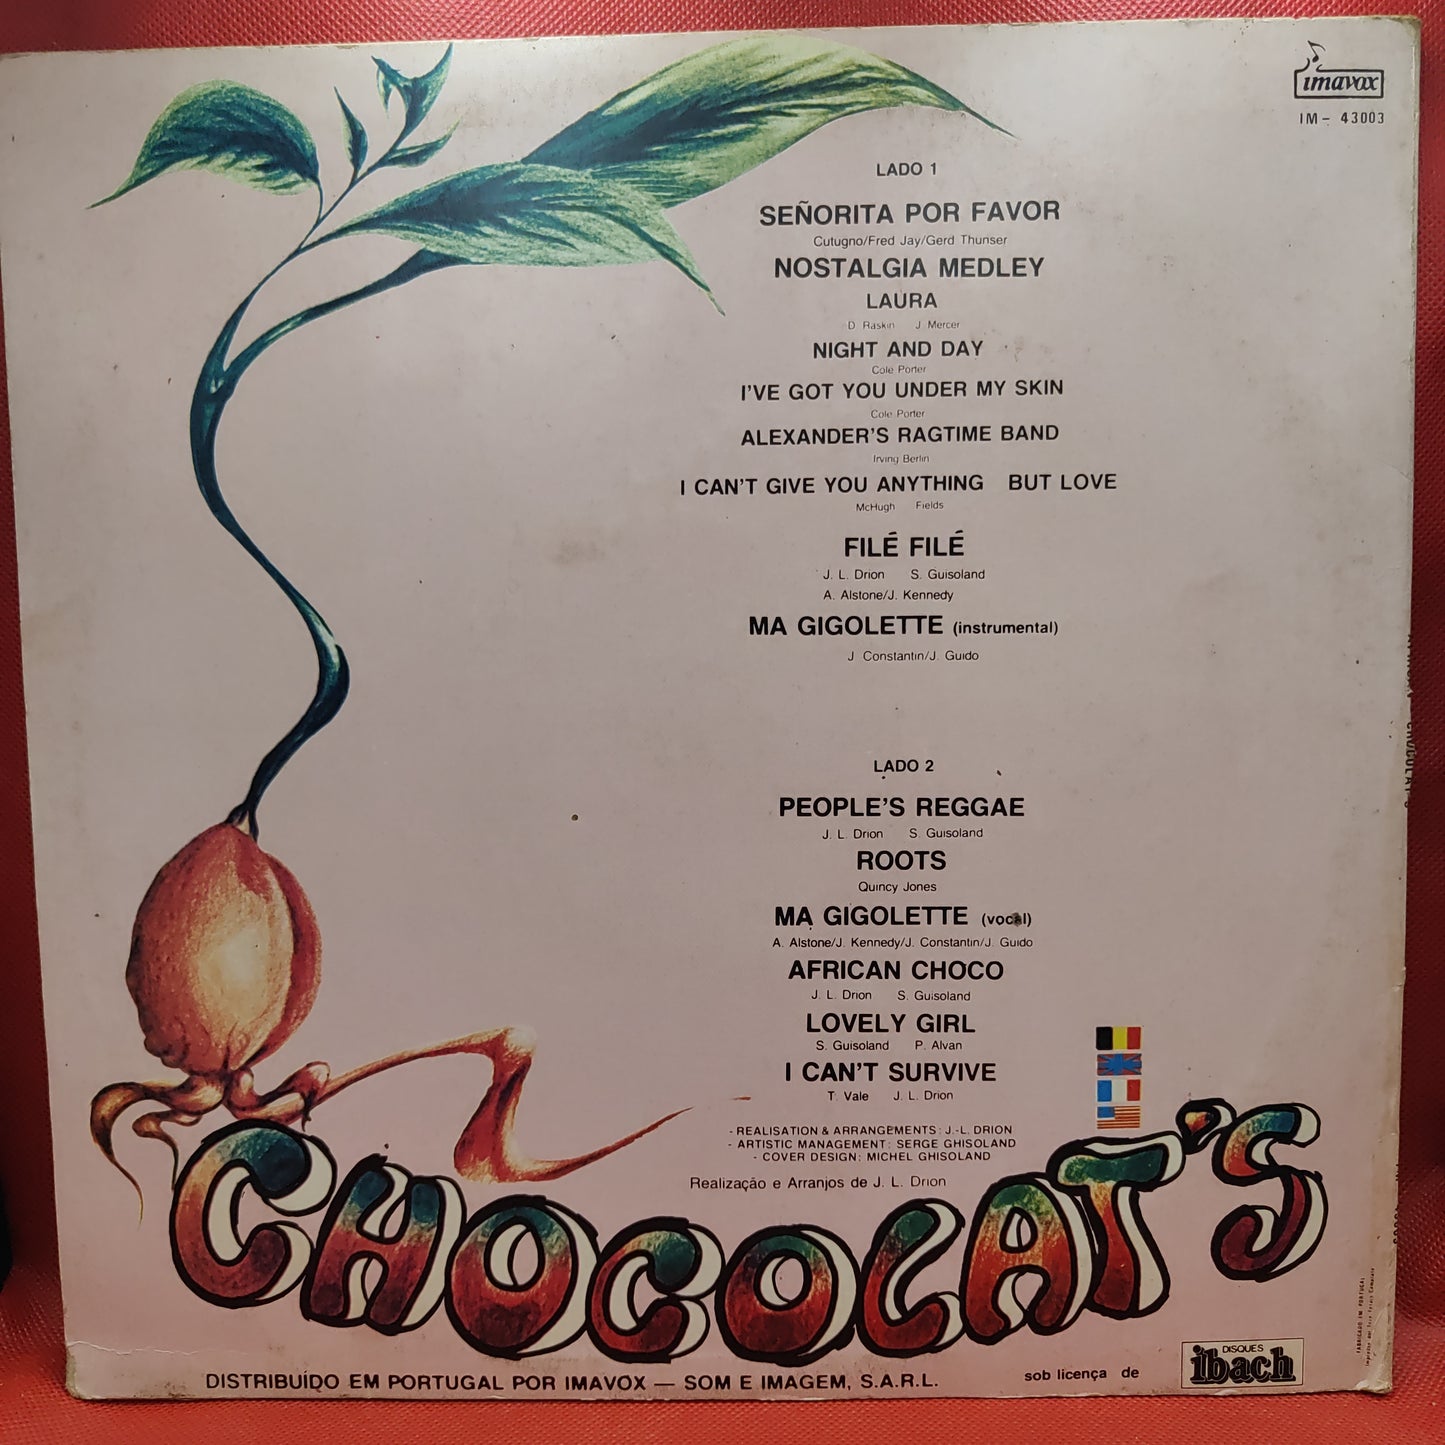 imavox
IM - 43003
LADO 1
SEÑORITA POR FAVOR
Cutugno/Fred Jay/Gerd Thunser
NOSTALGIA MEDLEY
LAURA
D Raskin J Mercer
NIGHT AND DAY
Cole Porter
I'VE GOT YOU UNDER MY SKIN
Cole Porter
ALEXANDER'S RAGTIME BAND
Irving Berlin
I CAN'T GIVE YOU ANYTHING BUT LOVE
McHugh Fields
FILÉ FILÉ
J. L. Drion S. Guisoland
A. Alstone/J. Kennedy
MA GIGOLETTE (instrumental)
J Constantin/J. Guido
LADO 2
PEOPLE'S REGGAE
J. L. Drion S. Guisoland
ROOTS
Quincy Jones
MA GIGOLETTE (vocal)
A. Alstone/J. Kennedy/J. Constantin/J. Guido
AFRICAN CHOCO
J. L. Drion S. Guisoland
LOVELY GIRL
S. Guisoland P. Alvan
I CAN'T SURVIVE
T. Vale J. L. Drion
- REALISATION & ARRANGEMENTS: J.-L. DRION
- ARTISTIC MANAGEMENT: SERGE GHISOLAND
- COVER DESIGN: MICHEL GHISOLAND
Realização e Arranjos de J. L. Drion
CHOCOLAT'S
DISTRIBUÍDO EM PORTUGAL POR IMAVOX — SOM E IMAGEM, S.A.R.L.
sob licença de
DISQUES
ibach
FABRICADO EM PORTUGAL
CHOCOLAT'S